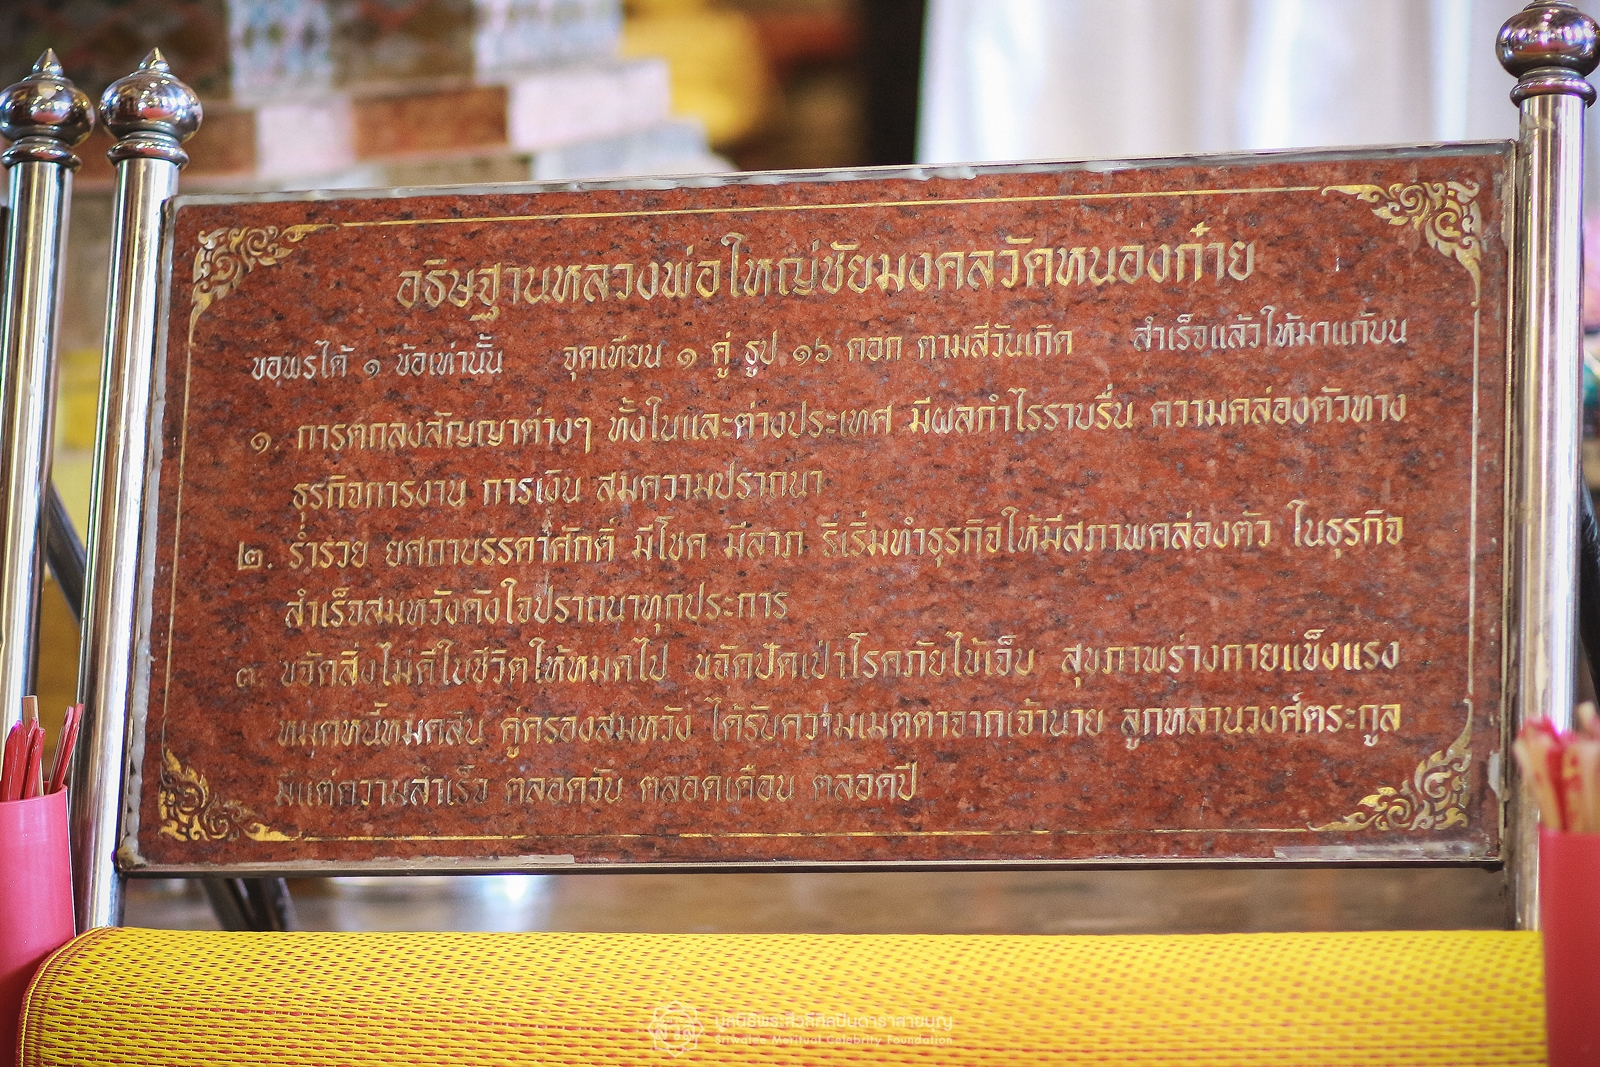 อธิษฐานหลวงพ่อใหญ่ชัยมงคลวัดหนองก๋าย
ขอพรได้ ๑ ข้อเท่านั้น จุดเทียน ๑ คู่ ธูป ๑๖ ดอก ตามสีวันเกิด สำเร็จแล้วให้มาแก้บน
๑. การตกลงสัญญาต่างๆ ทั้งในและต่างประเทศ มีผลกำไรราบรื่น ความคล่องตัวทาง
ธุรกิจการงาน การเงิน สมความปรารถนา
๒. ร่ำรวย ยศถาบรรดาศักดิ์ มีโชค มีลาภ ริเริ่มทำธุรกิจให้มีสภาพคล่องตัว ในธุรกิจ
สำเร็จสมหวังดังใจปรารถนาทุกประการ
๓. ขจัดสิ่งไม่ดีในชีวิตให้หมดไป ขจัดปัดเป่าโรคภัยไข้เจ็บ สุขภาพร่างกายแข็งแรง
หมดหนี้หมดสิน คู่ครองสมหวัง ได้รับความเมตตาจากเจ้านาย ลูกหลานวงศ์ตระกูล
มีแต่ความสำเร็จ ตลอดวัน ตลอดเดือน ตลอดปี
มูลนิธิพระสีวลีศิลปินดาราสายบุญ
Sriwalee Meritual Celebrity Foundation